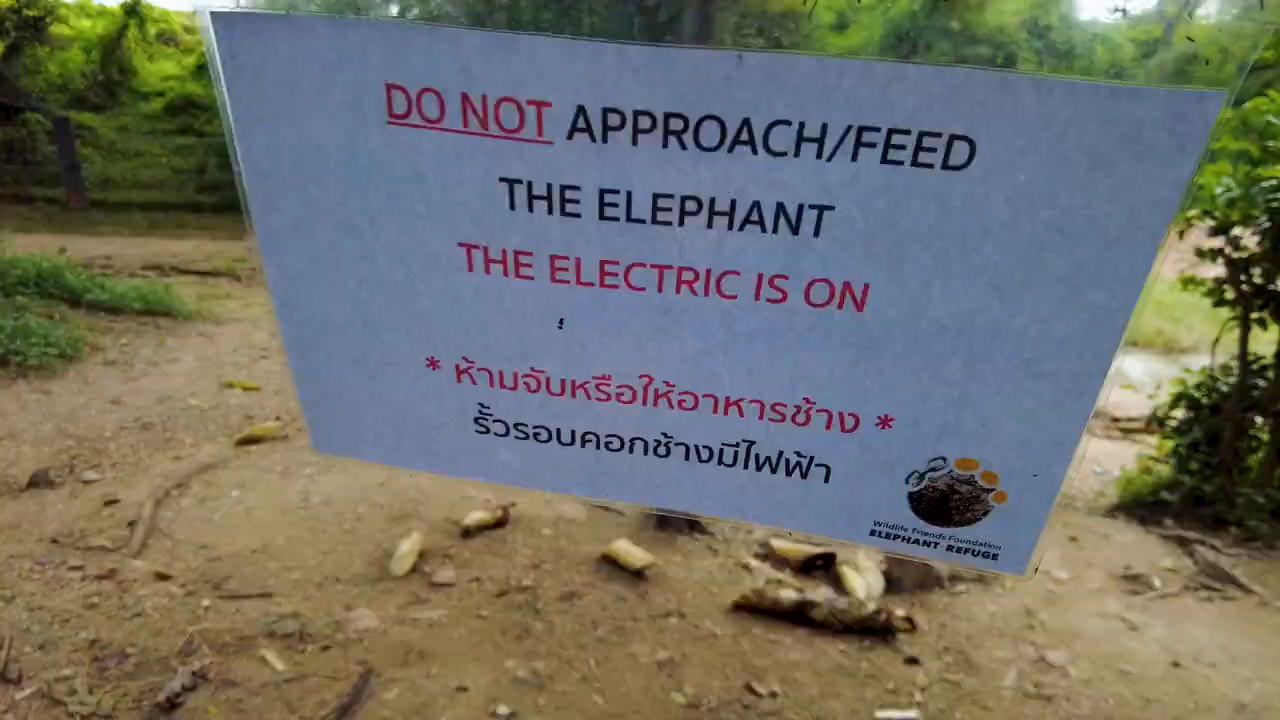 DO NOT APPROACH/FEED
THE ELEPHANT
THE ELECTRIC IS ON
* ห้ามจับหรือให้อาหารช้าง *
รั้วรอบคอกช้างมีไฟฟ้า
Wildlife Friends Foundation
ELEPHANT REFUGE